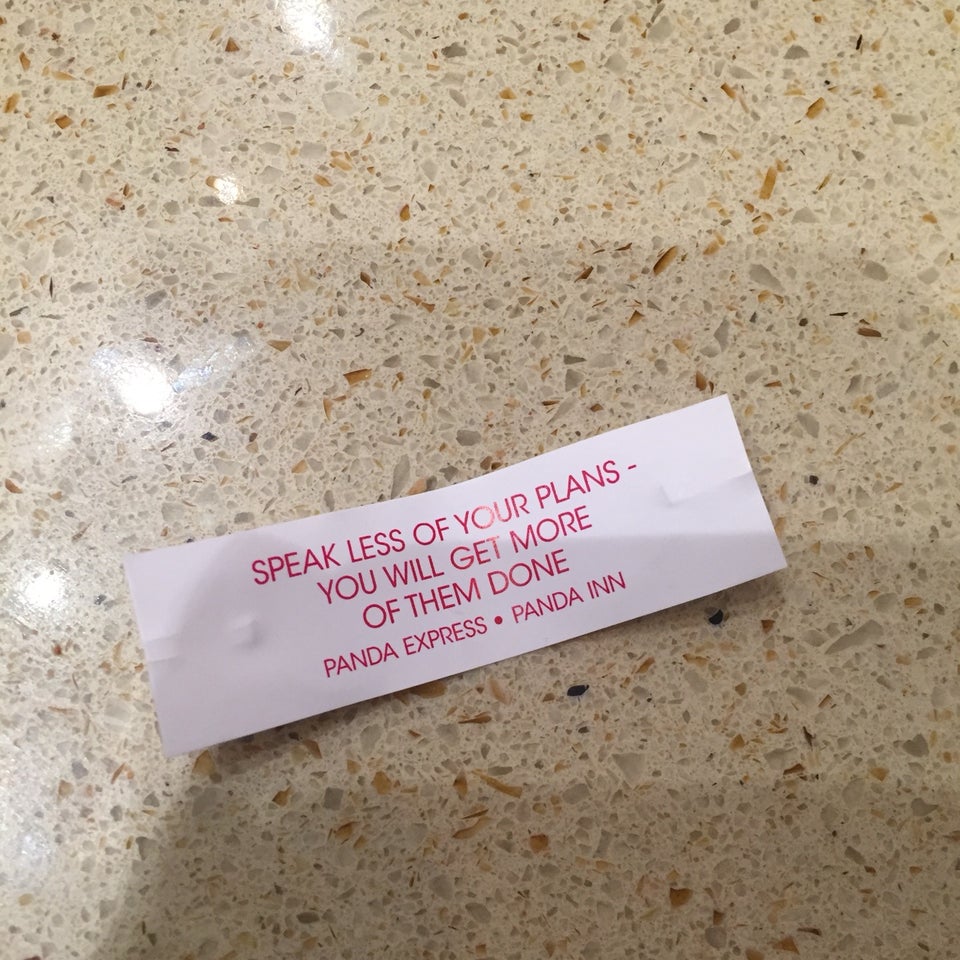 SPEAK LESS OF YOUR PLANS -
YOU WILL GET MORE
OF THEM DONE
PANDA EXPRESS • PANDA INN